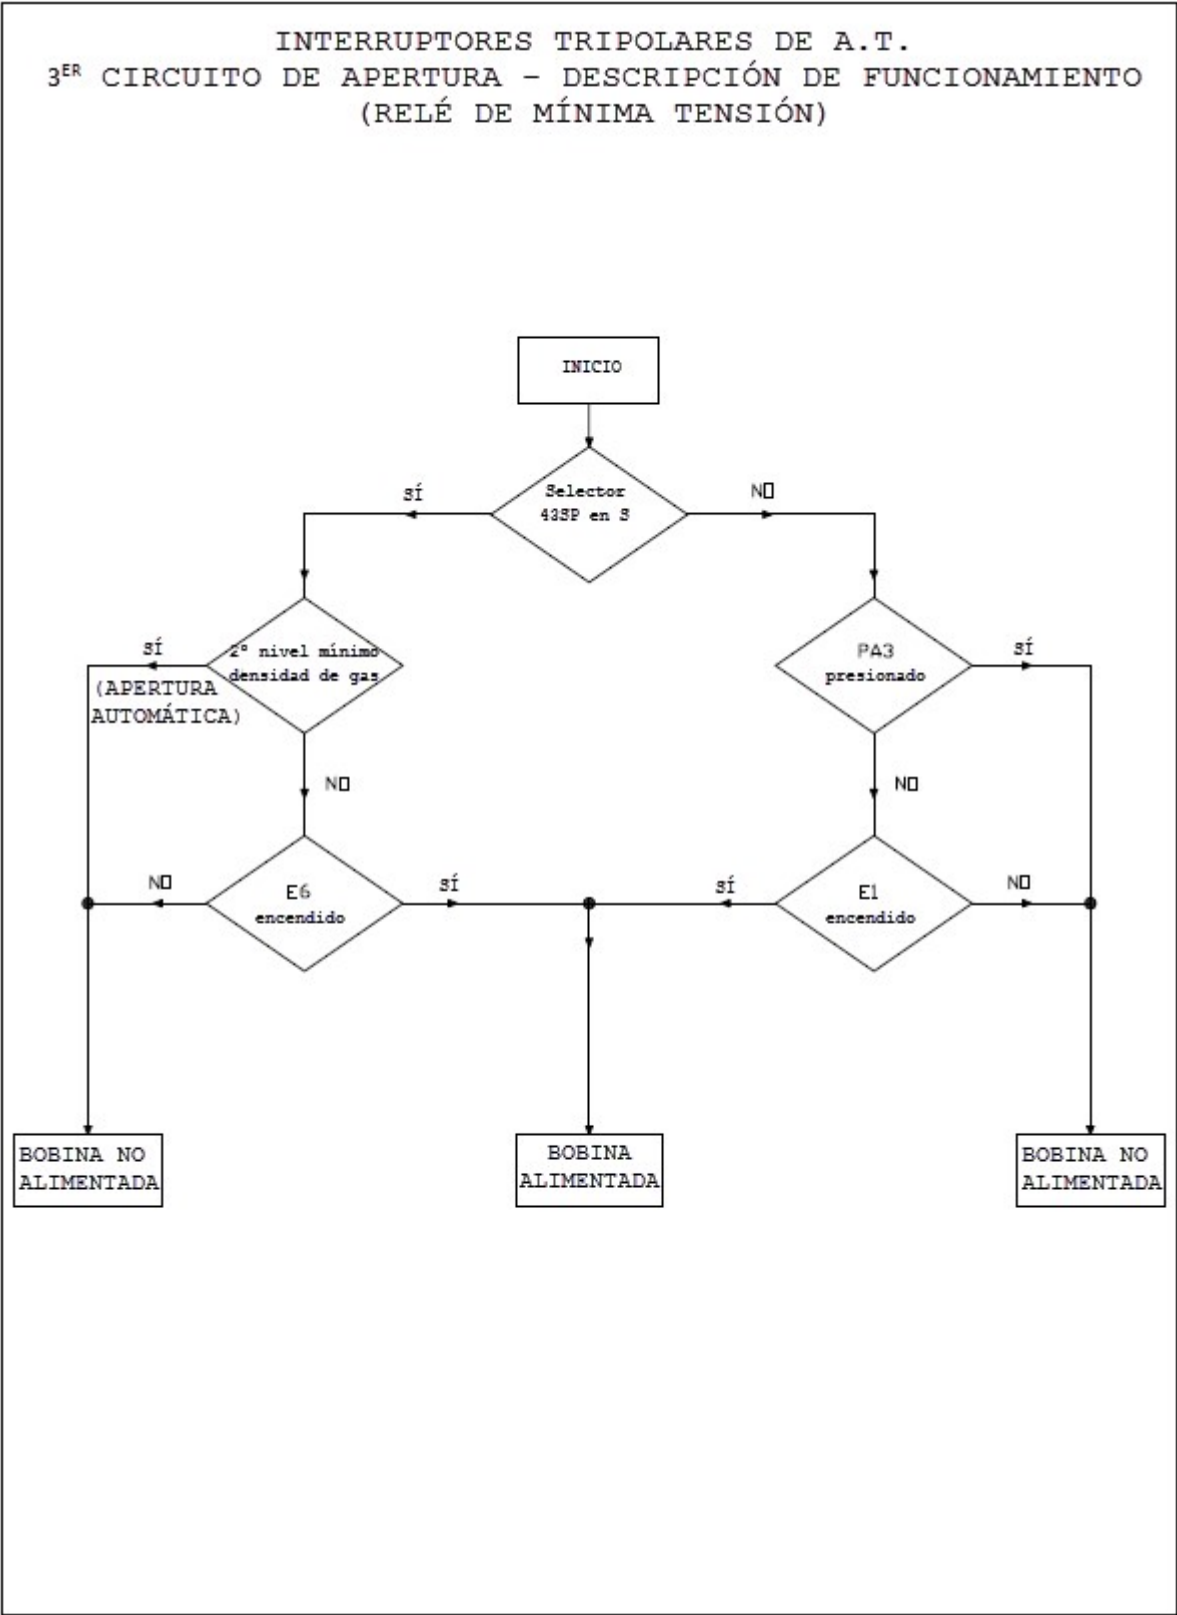 INTERRUPTORES TRIPOLARES DE A.T.
3ER CIRCUITO DE APERTURA – DESCRIPCIÓN DE FUNCIONAMIENTO
(RELÉ DE MÍNIMA TENSIÓN)
INICIO
Selector
43SP en S
SÍ
NO
2º nivel mínimo
densidad de gas
SÍ
(APERTURA
AUTOMÁTICA)
PA3
presionado
SÍ
NO
NO
E6
encendido
NO
SÍ
E1
encendido
SÍ
NO
BOBINA NO
ALIMENTADA
BOBINA
ALIMENTADA
BOBINA NO
ALIMENTADA